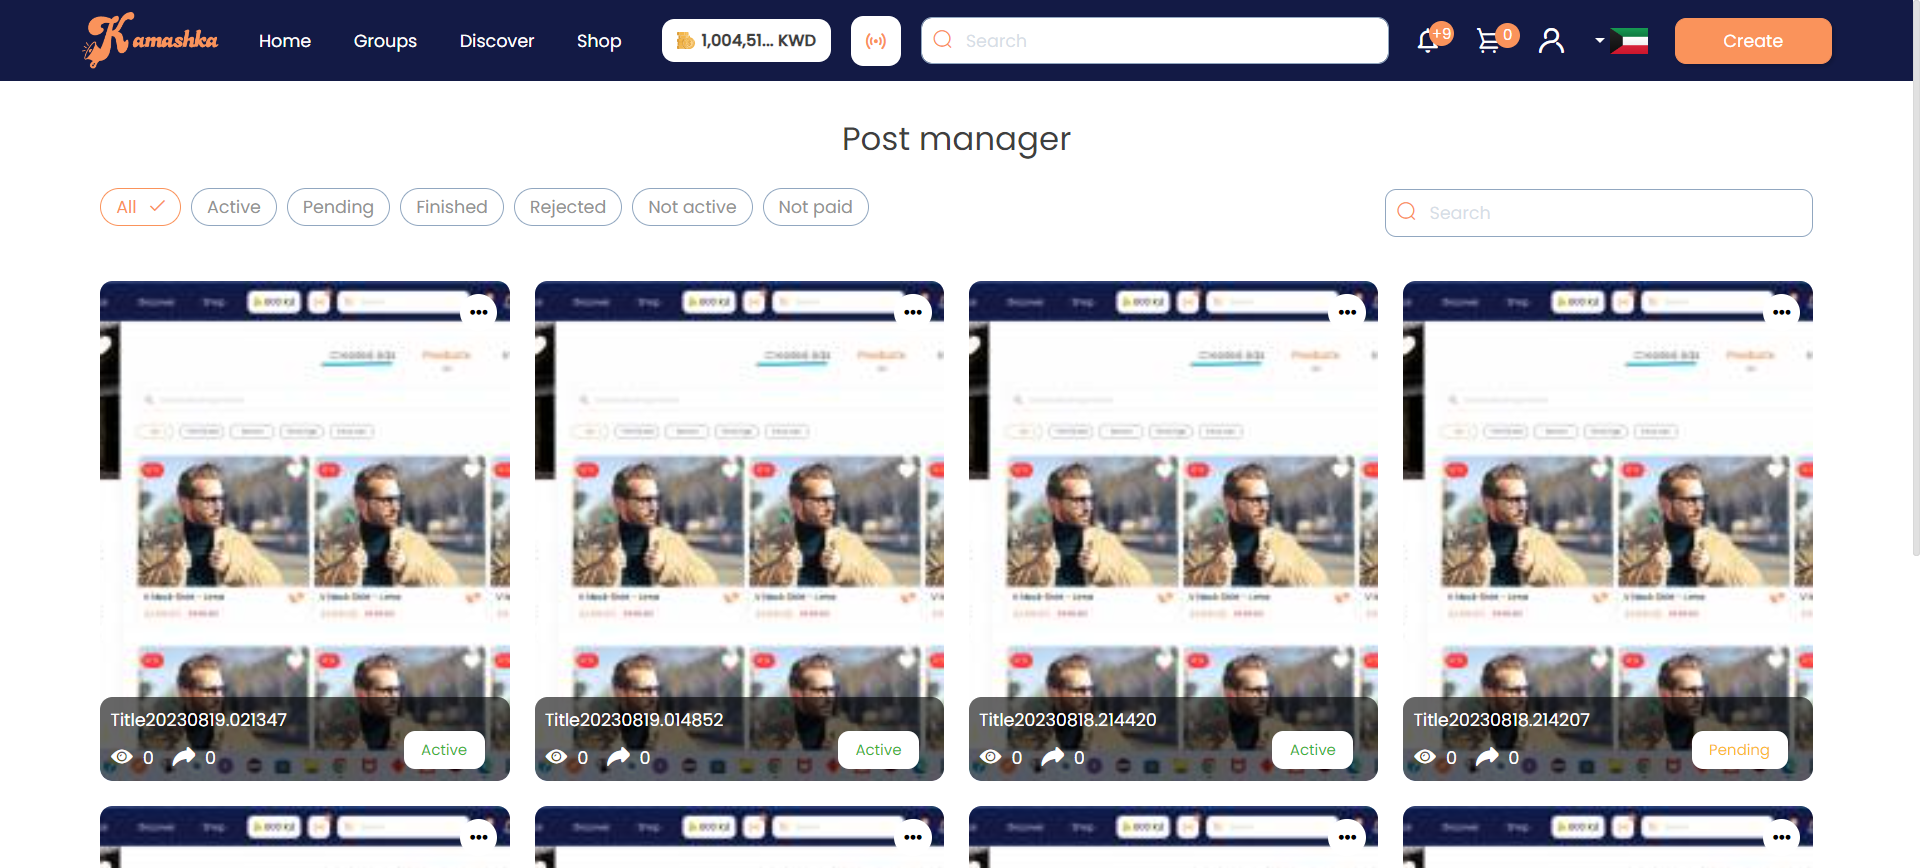 Kamashka Home Groups Discover Shop 1,004,51... KWD Search +9 0 Create
Post manager
All Active Pending Finished Rejected Not active Not paid Search
Title20230819.021347
0 0 Active
Title20230819.014852
0 0 Active
Title20230818.214420
0 0 Active
Title20230818.214207
0 0 Pending